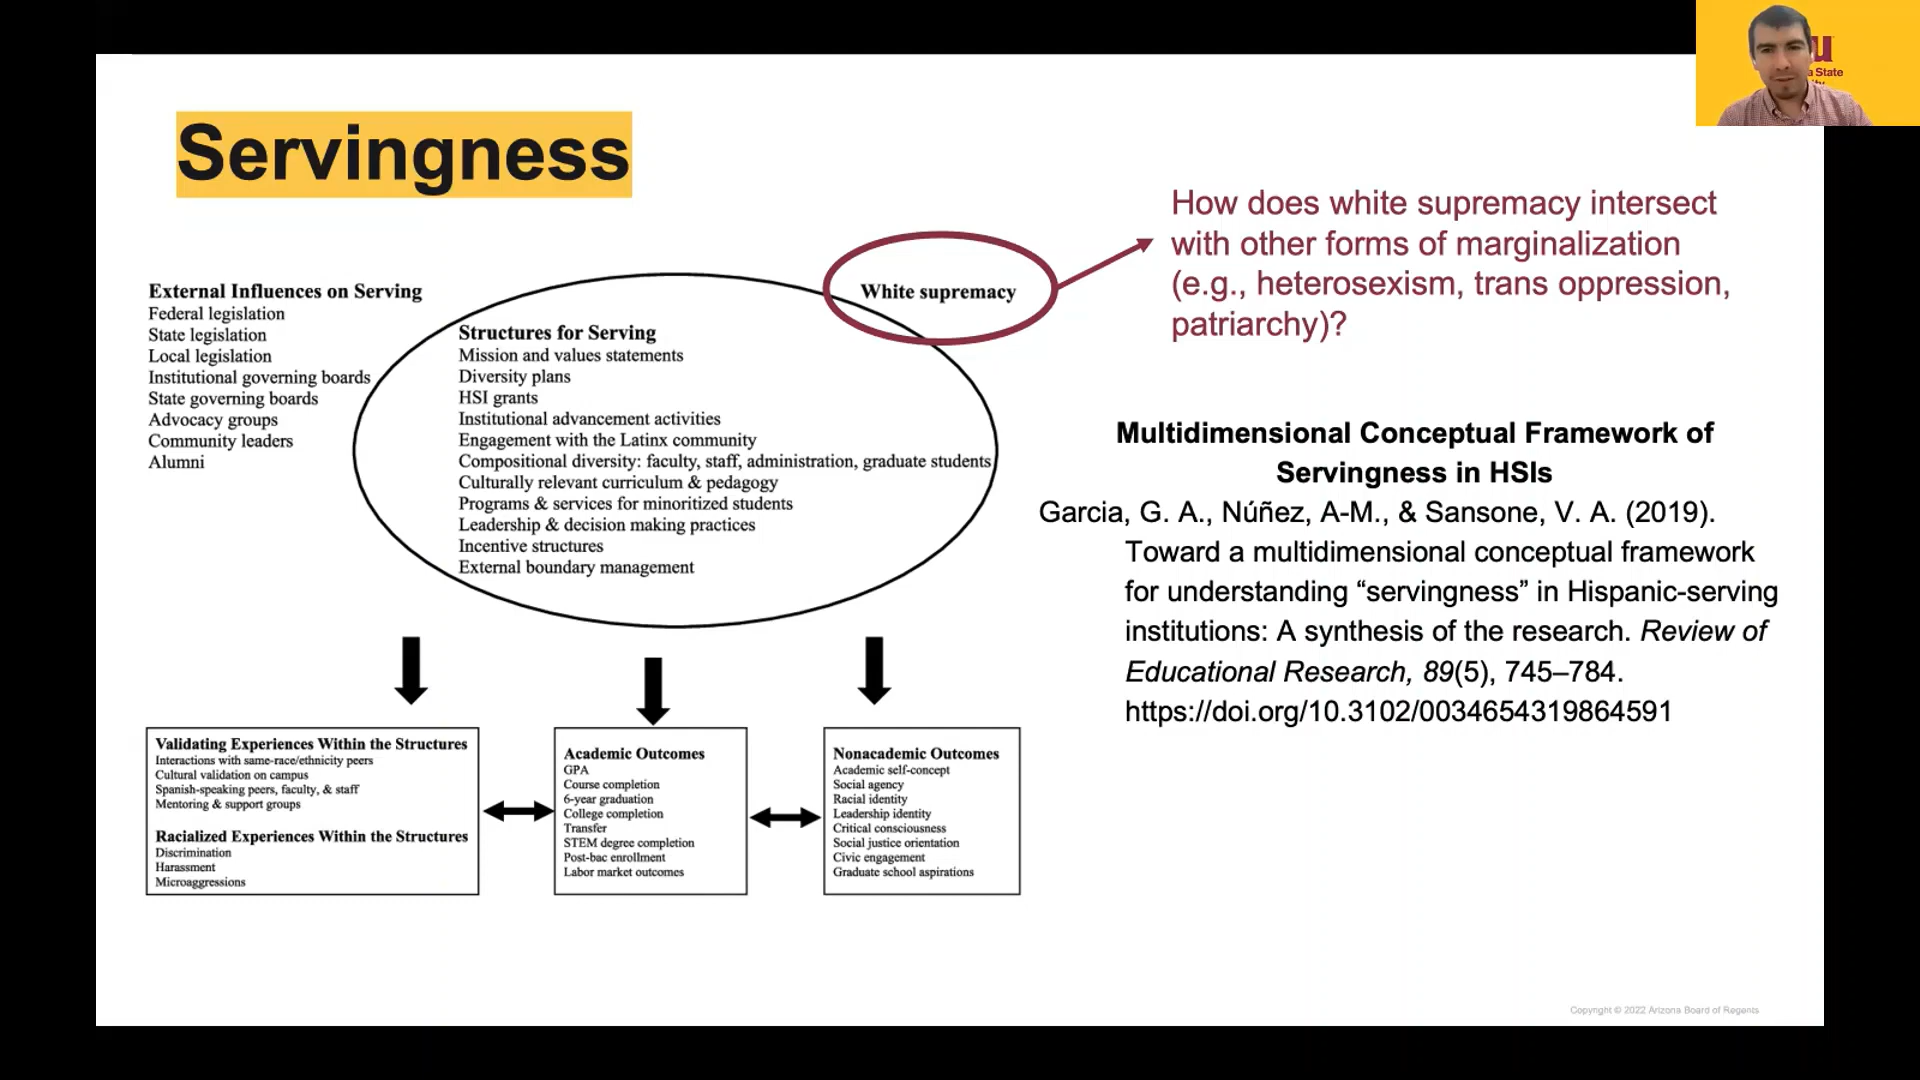 Servingness
u
a State
How does white supremacy intersect
with other forms of marginalization
(e.g., heterosexism, trans oppression,
patriarchy)?
White supremacy
External Influences on Serving
Federal legislation
State legislation
Local legislation
Institutional governing boards
State governing boards
Advocacy groups
Community leaders
Alumni
Structures for Serving
Mission and values statements
Diversity plans
HSI grants
Institutional advancement activities
Engagement with the Latinx community
Compositional diversity: faculty, staff, administration, graduate students
Culturally relevant curriculum & pedagogy
Programs & services for minoritized students
Leadership & decision making practices
Incentive structures
External boundary management
Multidimensional Conceptual Framework of
Servingness in HSIs
Garcia, G. A., Núñez, A-M., & Sansone, V. A. (2019).
Toward a multidimensional conceptual framework
for understanding “servingness” in Hispanic-serving
institutions: A synthesis of the research. Review of
Educational Research, 89(5), 745–784.
https://doi.org/10.3102/0034654319864591
Validating Experiences Within the Structures
Interactions with same-race/ethnicity peers
Cultural validation on campus
Spanish-speaking peers, faculty, & staff
Mentoring & support groups
Racialized Experiences Within the Structures
Discrimination
Harassment
Microaggressions
Academic Outcomes
GPA
Course completion
6-year graduation
College completion
Transfer
STEM degree completion
Post-bac enrollment
Labor market outcomes
Nonacademic Outcomes
Academic self-concept
Social agency
Racial identity
Leadership identity
Critical consciousness
Social justice orientation
Civic engagement
Graduate school aspirations
Copyright © 2022 Arizona Board of Regents